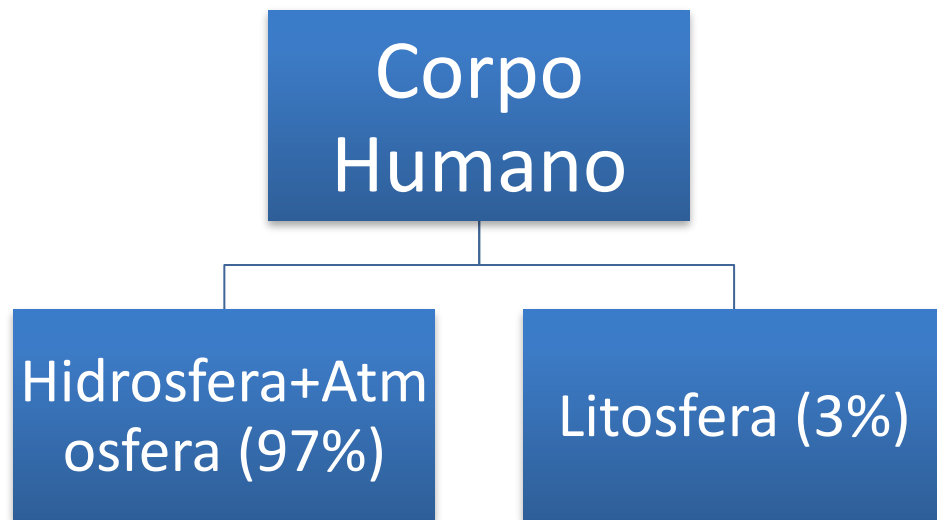 Corpo
Humano
Hidrosfera+Atm
osfera (97%)
Litosfera (3%)